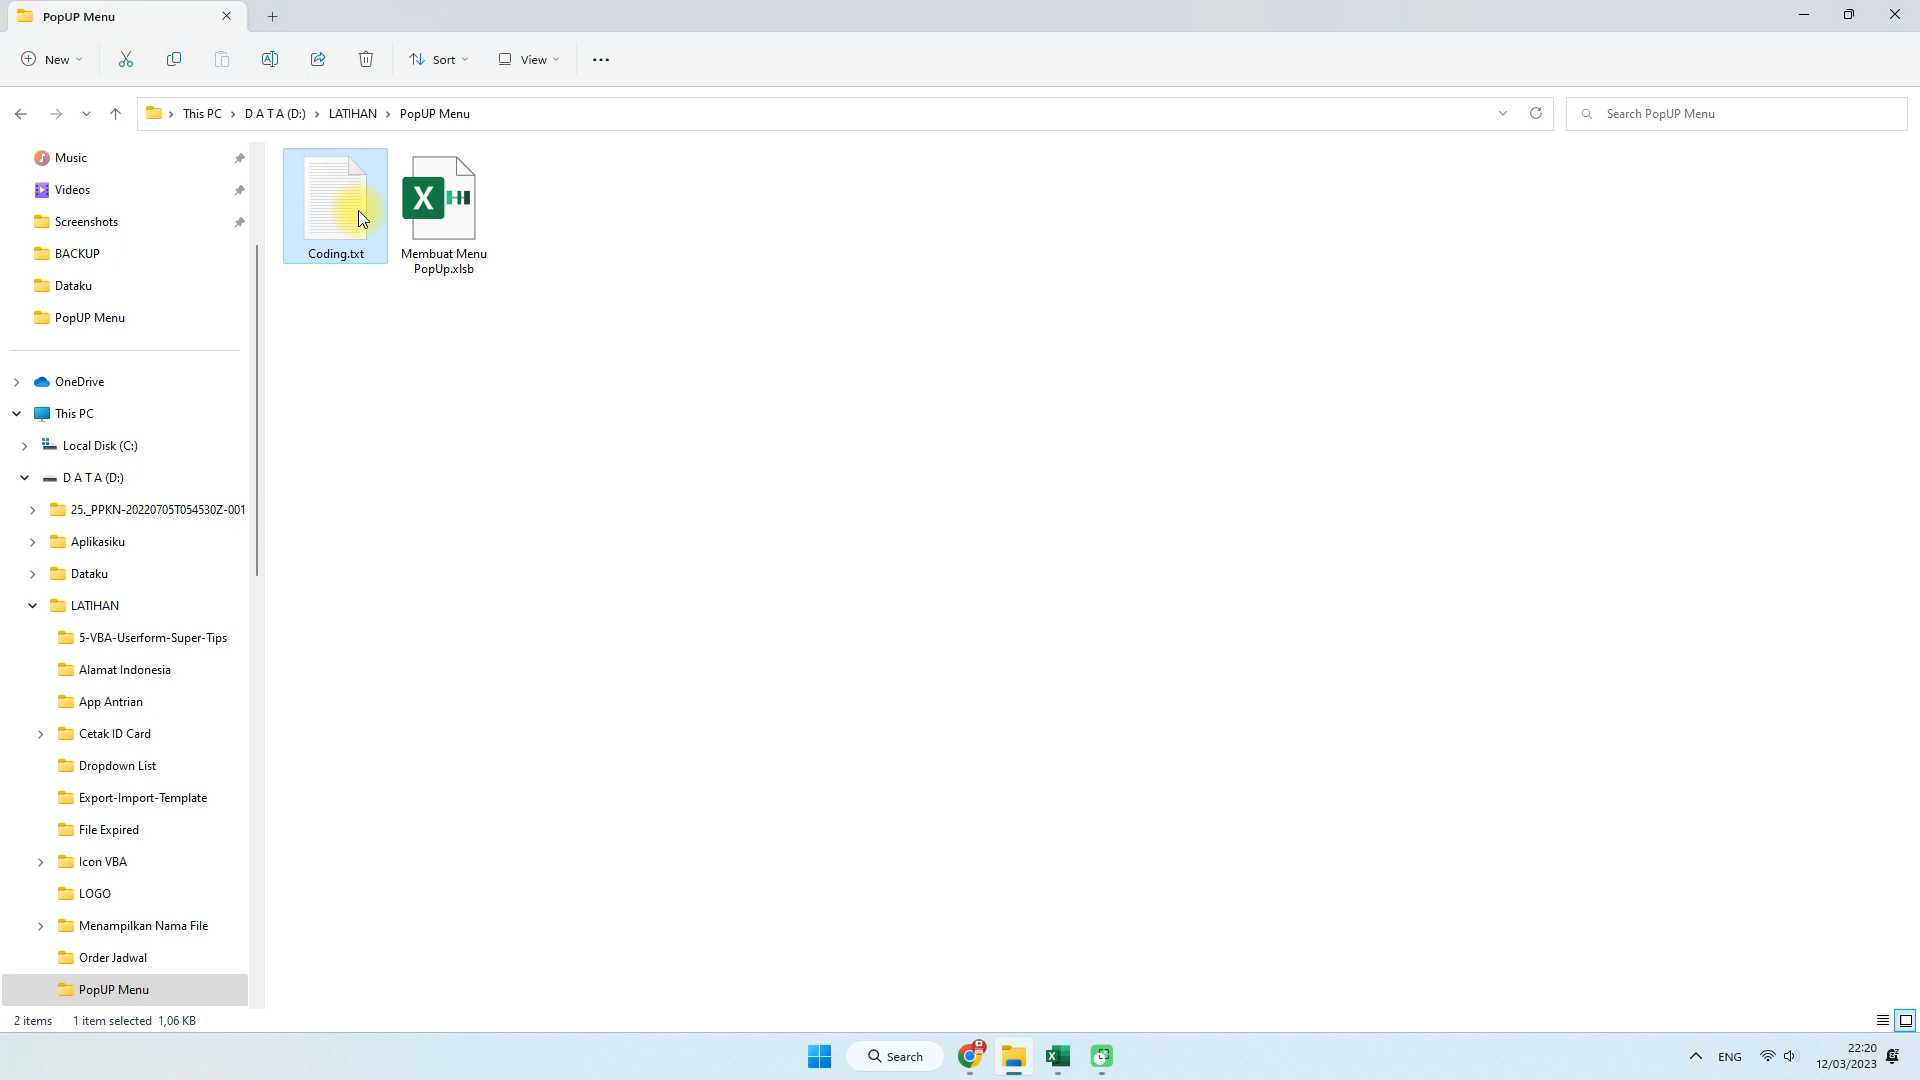 PopUP Menu
New
Sort
View
This PC
D A T A (D:)
LATIHAN
PopUP Menu
Search PopUP Menu
Music
Videos
Screenshots
BACKUP
Dataku
PopUP Menu
OneDrive
This PC
Local Disk (C:)
D A T A (D:)
25._PPKN-20220705T054530Z-001
Aplikasiku
Dataku
LATIHAN
5-VBA-Userform-Super-Tips
Alamat Indonesia
App Antrian
Cetak ID Card
Dropdown List
Export-Import-Template
File Expired
Icon VBA
LOGO
Menampilkan Nama File
Order Jadwal
PopUP Menu
Coding.txt
X
Membuat Menu
PopUp.xlsb
2 items
1 item selected 1,06 KB
Search
X
ENG
22:20
12/03/2023